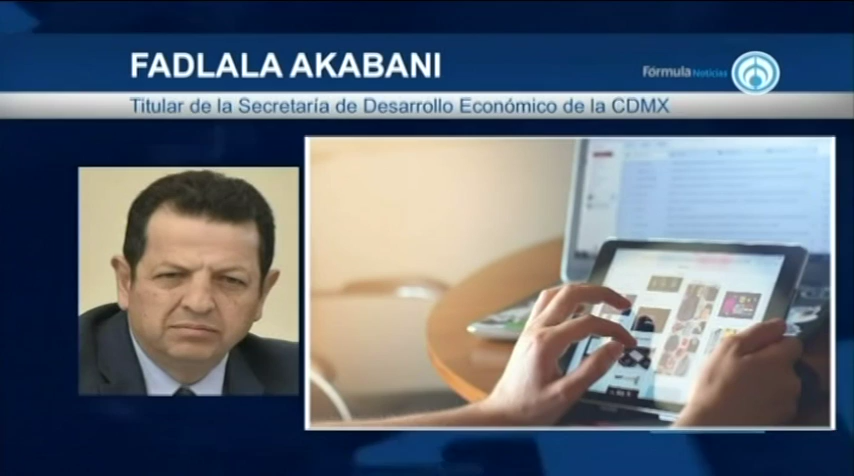 FADLALA AKABANI
Fórmula Noticias
Titular de la Secretaría de Desarrollo Económico de la CDMX